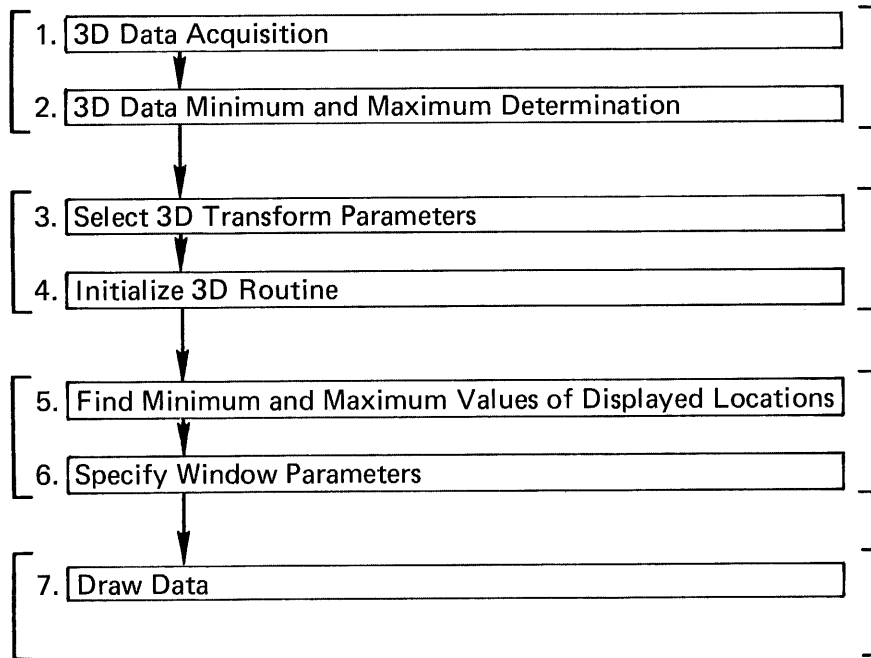 1. 3D Data Acquisition
2. 3D Data Minimum and Maximum Determination
3. Select 3D Transform Parameters
4. Initialize 3D Routine
5. Find Minimum and Maximum Values of Displayed Locations
6. Specify Window Parameters
7. Draw Data